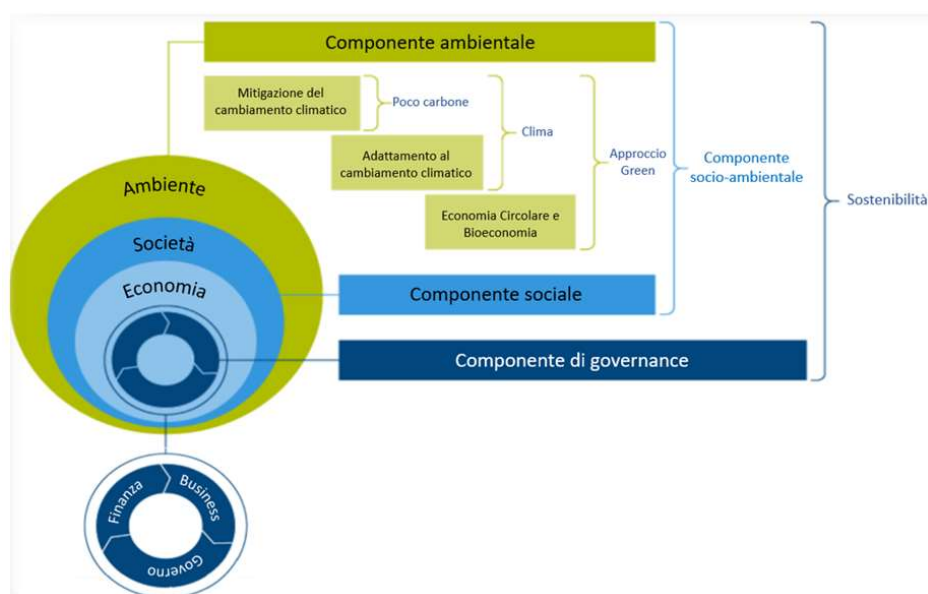 Componente ambientale
Mitigazione del
cambiamento climatico
Poco carbone
Clima
Adattamento al
cambiamento climatico
Approccio
Green
Componente
socio-ambientale
Sostenibilità
Economia Circolare e
Bioeconomia
Ambiente
Società
Economia
Componente sociale
Componente di governance
Finanza
Business
Governo